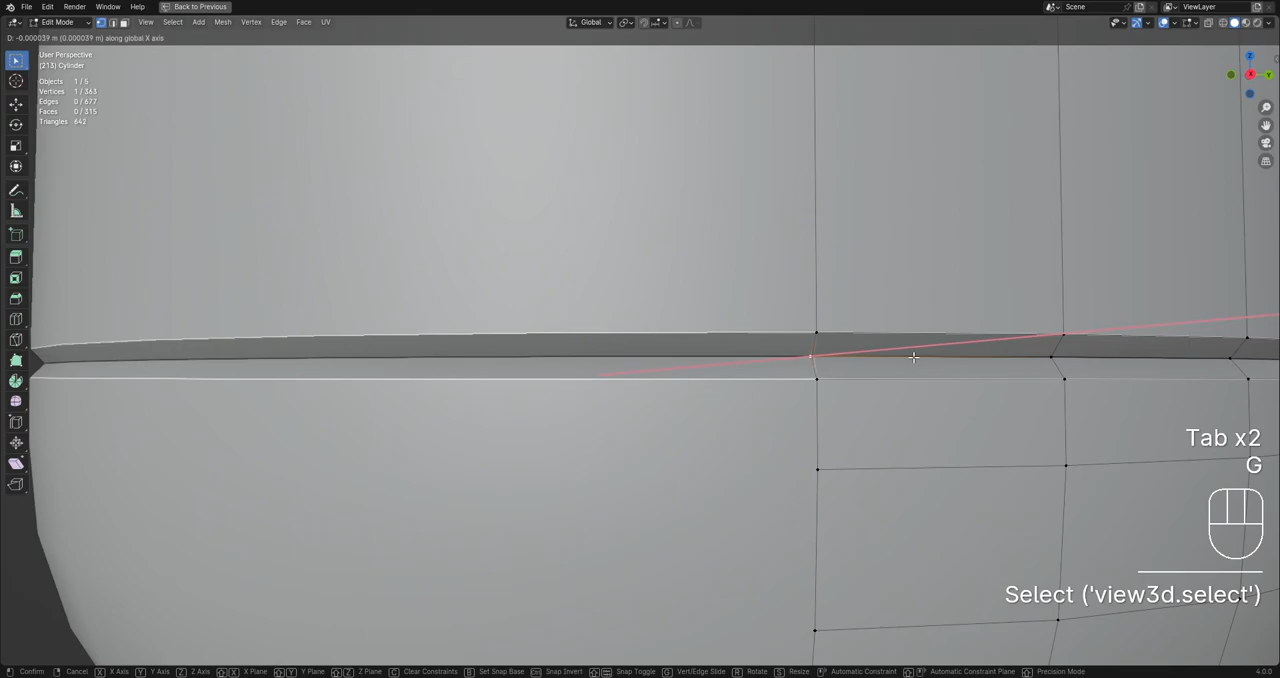 File Edit Render Window Help Back to Previous Scene ViewLayer
Edit Mode View Select Add Mesh Vertex Edge Face UV Global
D: -0.000039 m (0.000039 m) along global X axis
User Perspective
(213) Cylinder
Objects 1 / 5
Vertices 1 / 363
Edges 0 / 677
Faces 0 / 315
Triangles 642
Z
X
Y
Tab x2
G
Select ('view3d.select')
Confirm Cancel X X Axis Y Y Axis Z Z Axis X X Plane Y Y Plane Z Z Plane C Clear Constraints B Set Snap Base Snap Invert Snap Toggle G Vert/Edge Slide R Rotate S Resize Automatic Constraint Automatic Constraint Plane Precision Mode 4.0.0